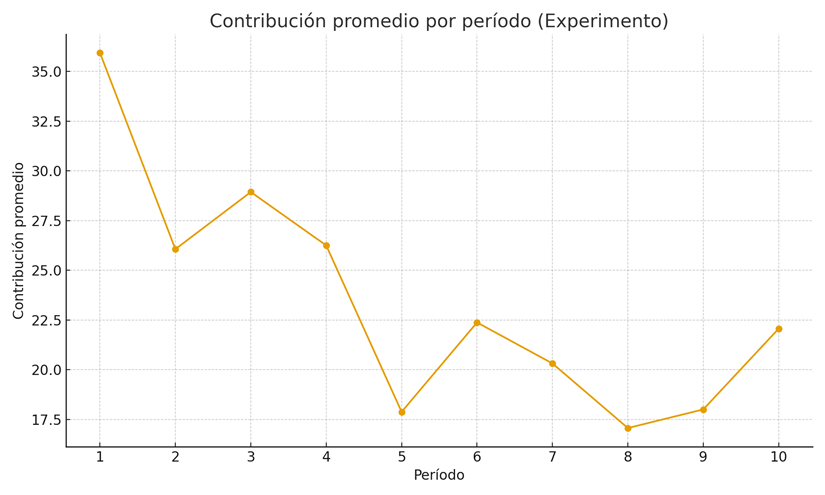 Contribución promedio por período (Experimento)
Contribución promedio
35.0
32.5
30.0
27.5
25.0
22.5
20.0
17.5
1 2 3 4 5 6 7 8 9 10
Período